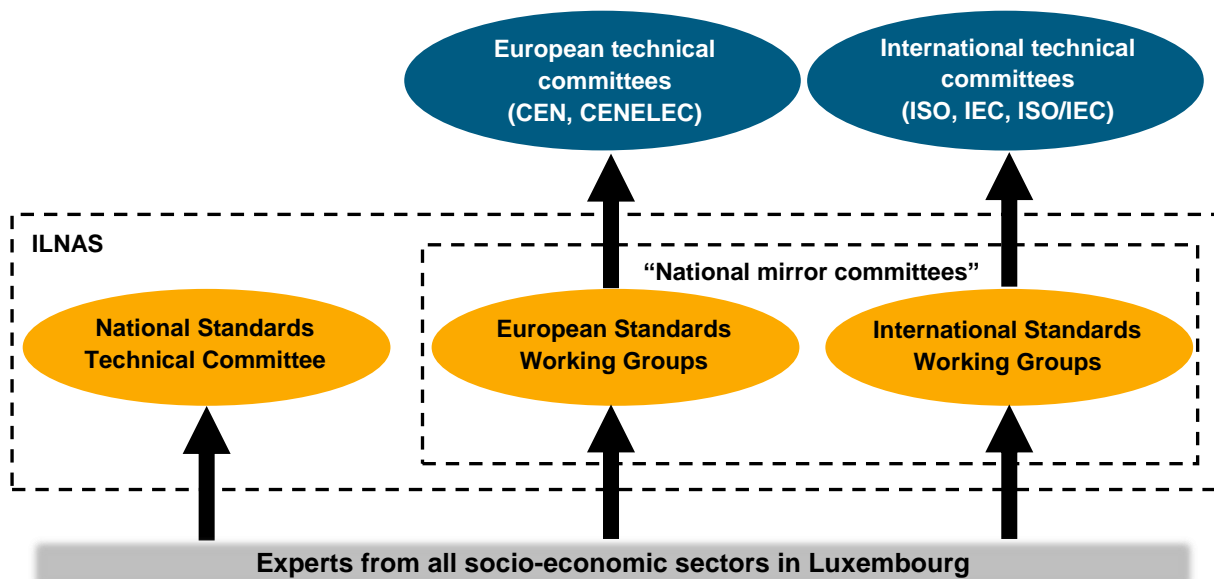 European technical
committees
(CEN, CENELEC)
International technical
committees
(ISO, IEC, ISO/IEC)
ILNAS
“National mirror committees”
National Standards
Technical Committee
European Standards
Working Groups
International Standards
Working Groups
Experts from all socio-economic sectors in Luxembourg